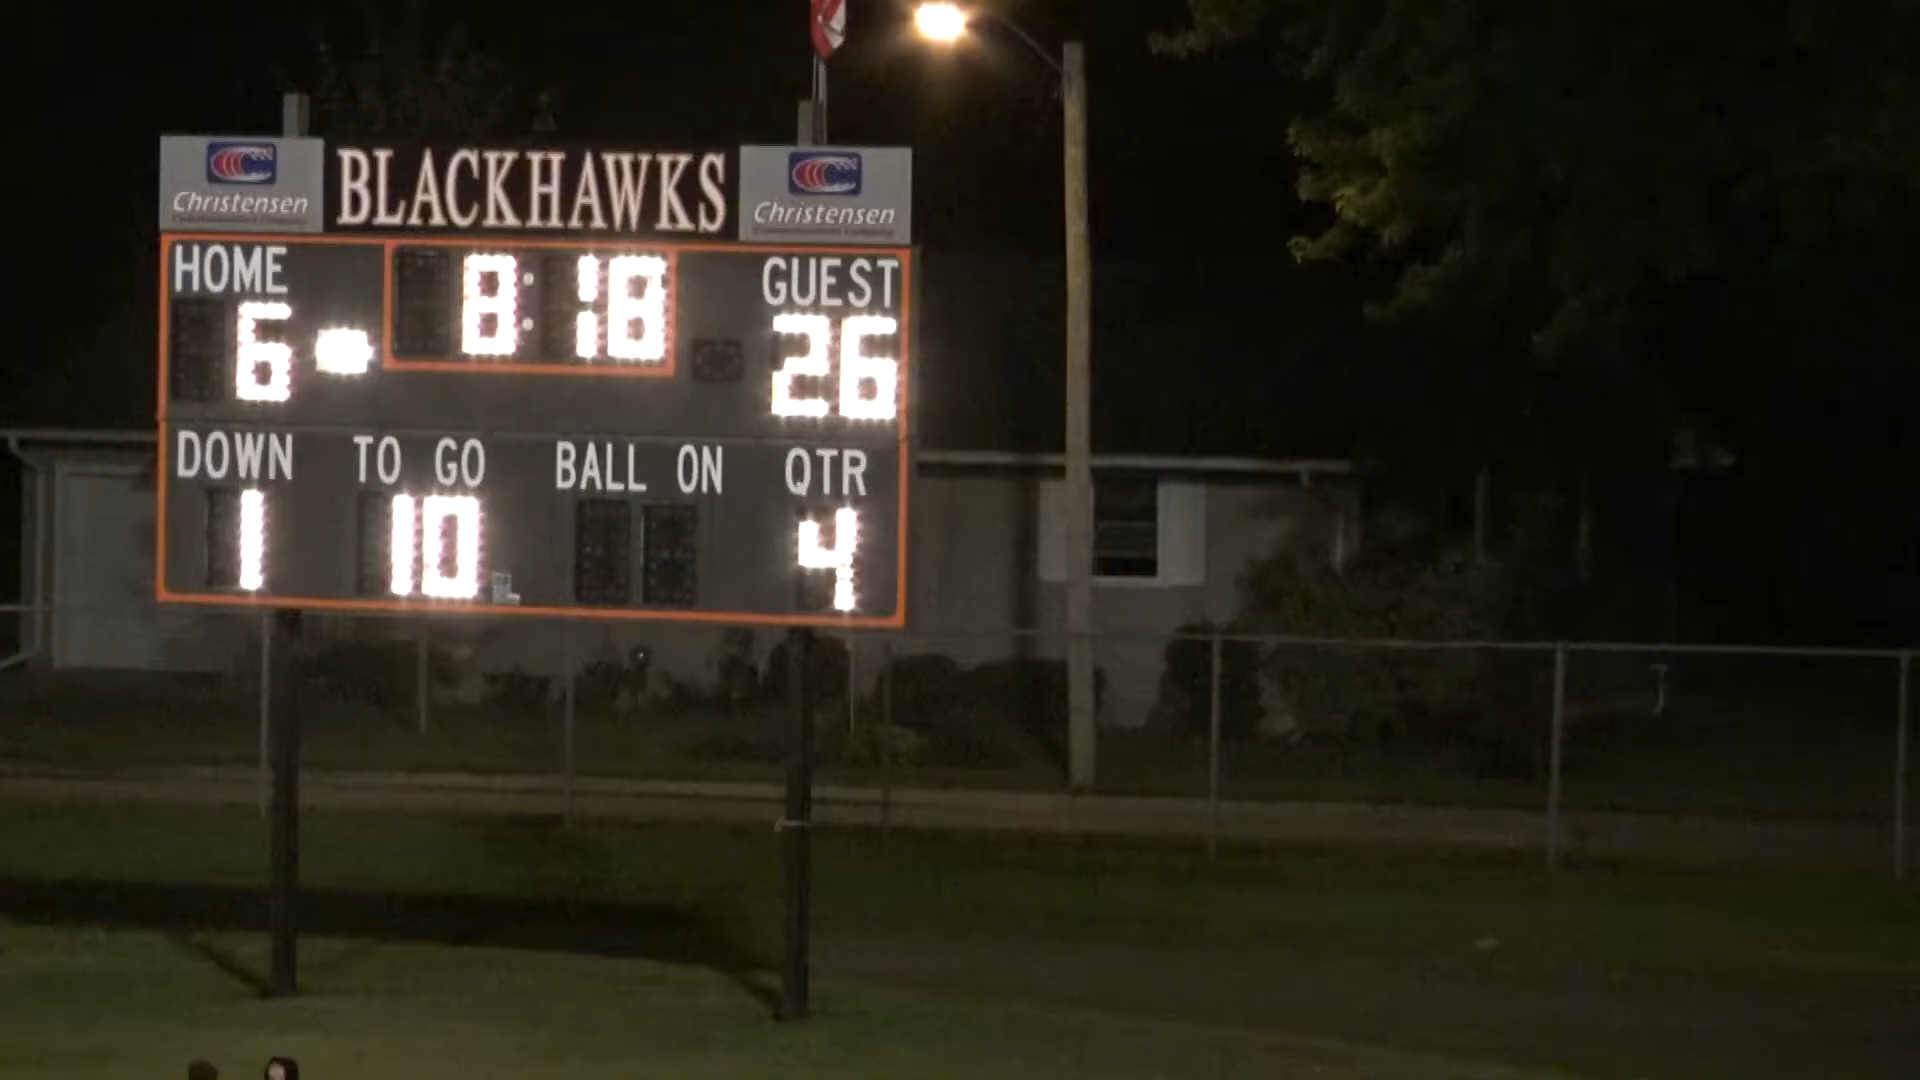 Christensen BLACKHAWKS Christensen
HOME 8:18 GUEST
6 26
DOWN TO GO BALL ON QTR
1 10 4